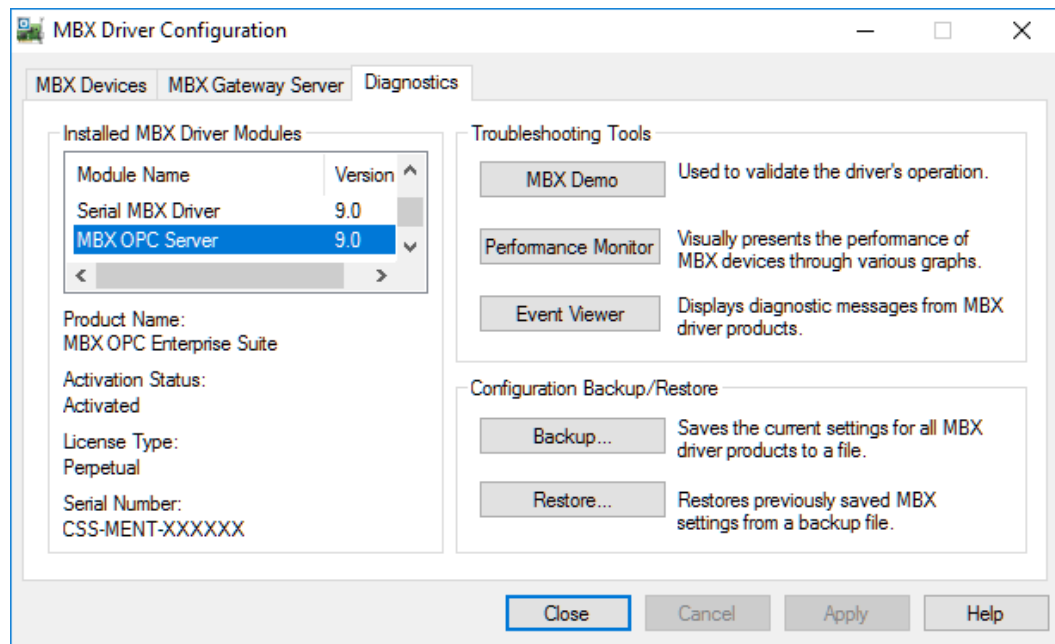 MBX Driver Configuration
MBX Devices
MBX Gateway Server
Diagnostics
Installed MBX Driver Modules
Module Name Version
Serial MBX Driver 9.0
MBX OPC Server 9.0
Product Name:
MBX OPC Enterprise Suite
Activation Status:
Activated
License Type:
Perpetual
Serial Number:
CSS-MENT-XXXXXX
Troubleshooting Tools
MBX Demo
Used to validate the driver's operation.
Performance Monitor
Visually presents the performance of
MBX devices through various graphs.
Event Viewer
Displays diagnostic messages from MBX
driver products.
Configuration Backup/Restore
Backup...
Saves the current settings for all MBX
driver products to a file.
Restore...
Restores previously saved MBX
settings from a backup file.
Close
Cancel
Apply
Help